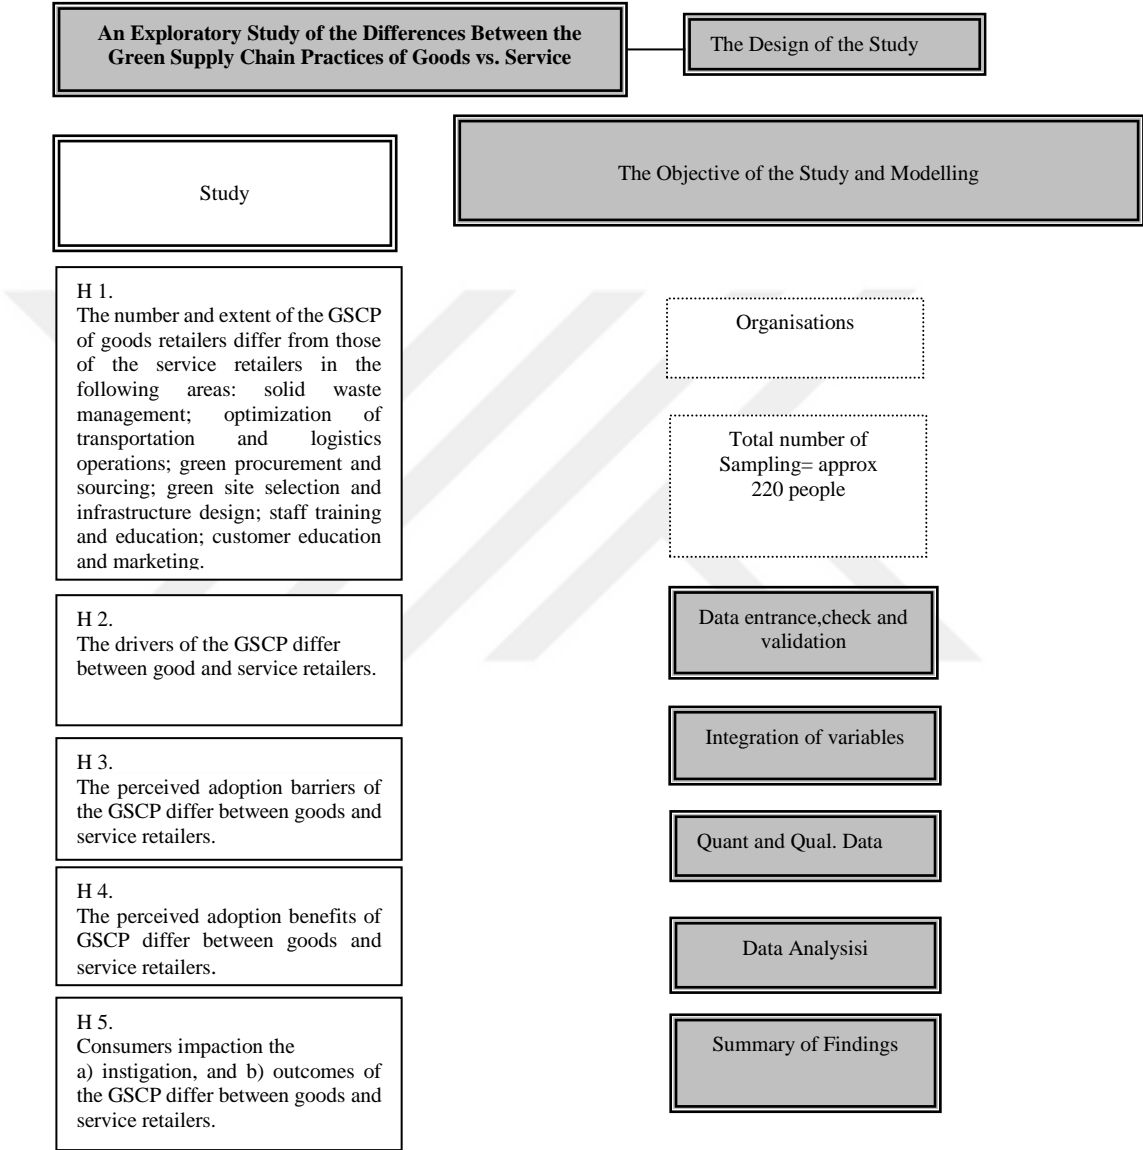 An Exploratory Study of the Differences Between the
Green Supply Chain Practices of Goods vs. Service
The Design of the Study
The Objective of the Study and Modelling
Study
H 1.
The number and extent of the GSCP
of goods retailers differ from those
of the service retailers in the
following areas: solid waste
management; optimization of
transportation and logistics
operations; green procurement and
sourcing; green site selection and
infrastructure design; staff training
and education; customer education
and marketing.
H 2.
The drivers of the GSCP differ
between good and service retailers.
H 3.
The perceived adoption barriers of
the GSCP differ between goods and
service retailers.
H 4.
The perceived adoption benefits of
GSCP differ between goods and
service retailers.
H 5.
Consumers impaction the
a) instigation, and b) outcomes of
the GSCP differ between goods and
service retailers.
Organisations
Total number of
Sampling= approx
220 people
Data entrance,check and
validation
Integration of variables
Quant and Qual. Data
Data Analysisi
Summary of Findings